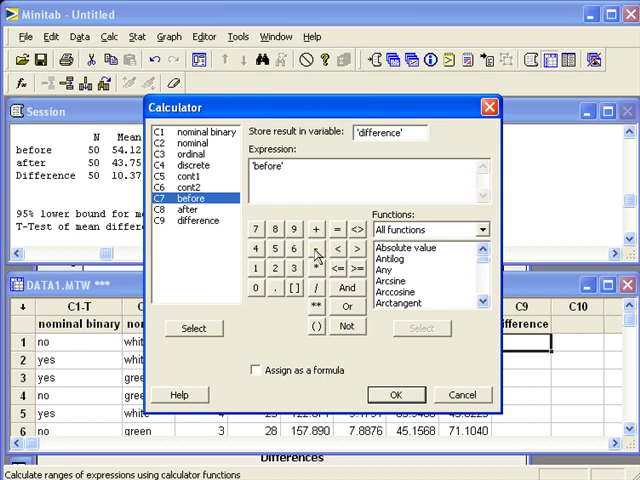 Minitab - Untitled
File Edit Data Calc Stat Graph Editor Tools Window Help
Session
N Mean
before 50 54.12
after 50 43.75
Difference 50 10.37
95% lower bound for m
T-Test of mean differen
Calculator
C1 nominal binary
C2 nominal
C3 ordinal
C4 discrete
C5 cont1
C6 cont2
C7 before
C8 after
C9 difference
Store result in variable: 'difference'
Expression:
'before'
7 8 9 + = <>
4 5 6 - < >
1 2 3 * <= >=
0 . [ ] / And
** Or
( ) Not
Functions:
All functions
Absolute value
Antilog
Any
Arcsine
Arccosine
Arctangent
Select
Select
Assign as a formula
Help OK Cancel
DATA1.MTW ***
C1-T C9 C10
nominal binary
1 no
2 yes
3 yes
4 no
5 yes
6 no green 3 28 157.890 7.8876 45.1568 71.1040
Differences
Calculate ranges of expressions using calculator functions